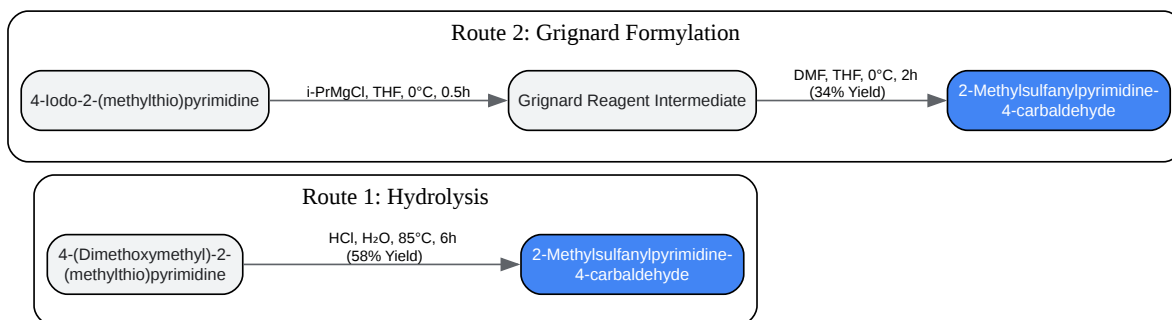 Route 2: Grignard Formylation
4-Iodo-2-(methylthio)pyrimidine
i-PrMgCl, THF, 0°C, 0.5h
Grignard Reagent Intermediate
DMF, THF, 0°C, 2h
(34% Yield)
2-Methylsulfanylpyrimidine-
4-carbaldehyde
Route 1: Hydrolysis
4-(Dimethoxymethyl)-2-
(methylthio)pyrimidine
HCl, H₂O, 85°C, 6h
(58% Yield)
2-Methylsulfanylpyrimidine-
4-carbaldehyde